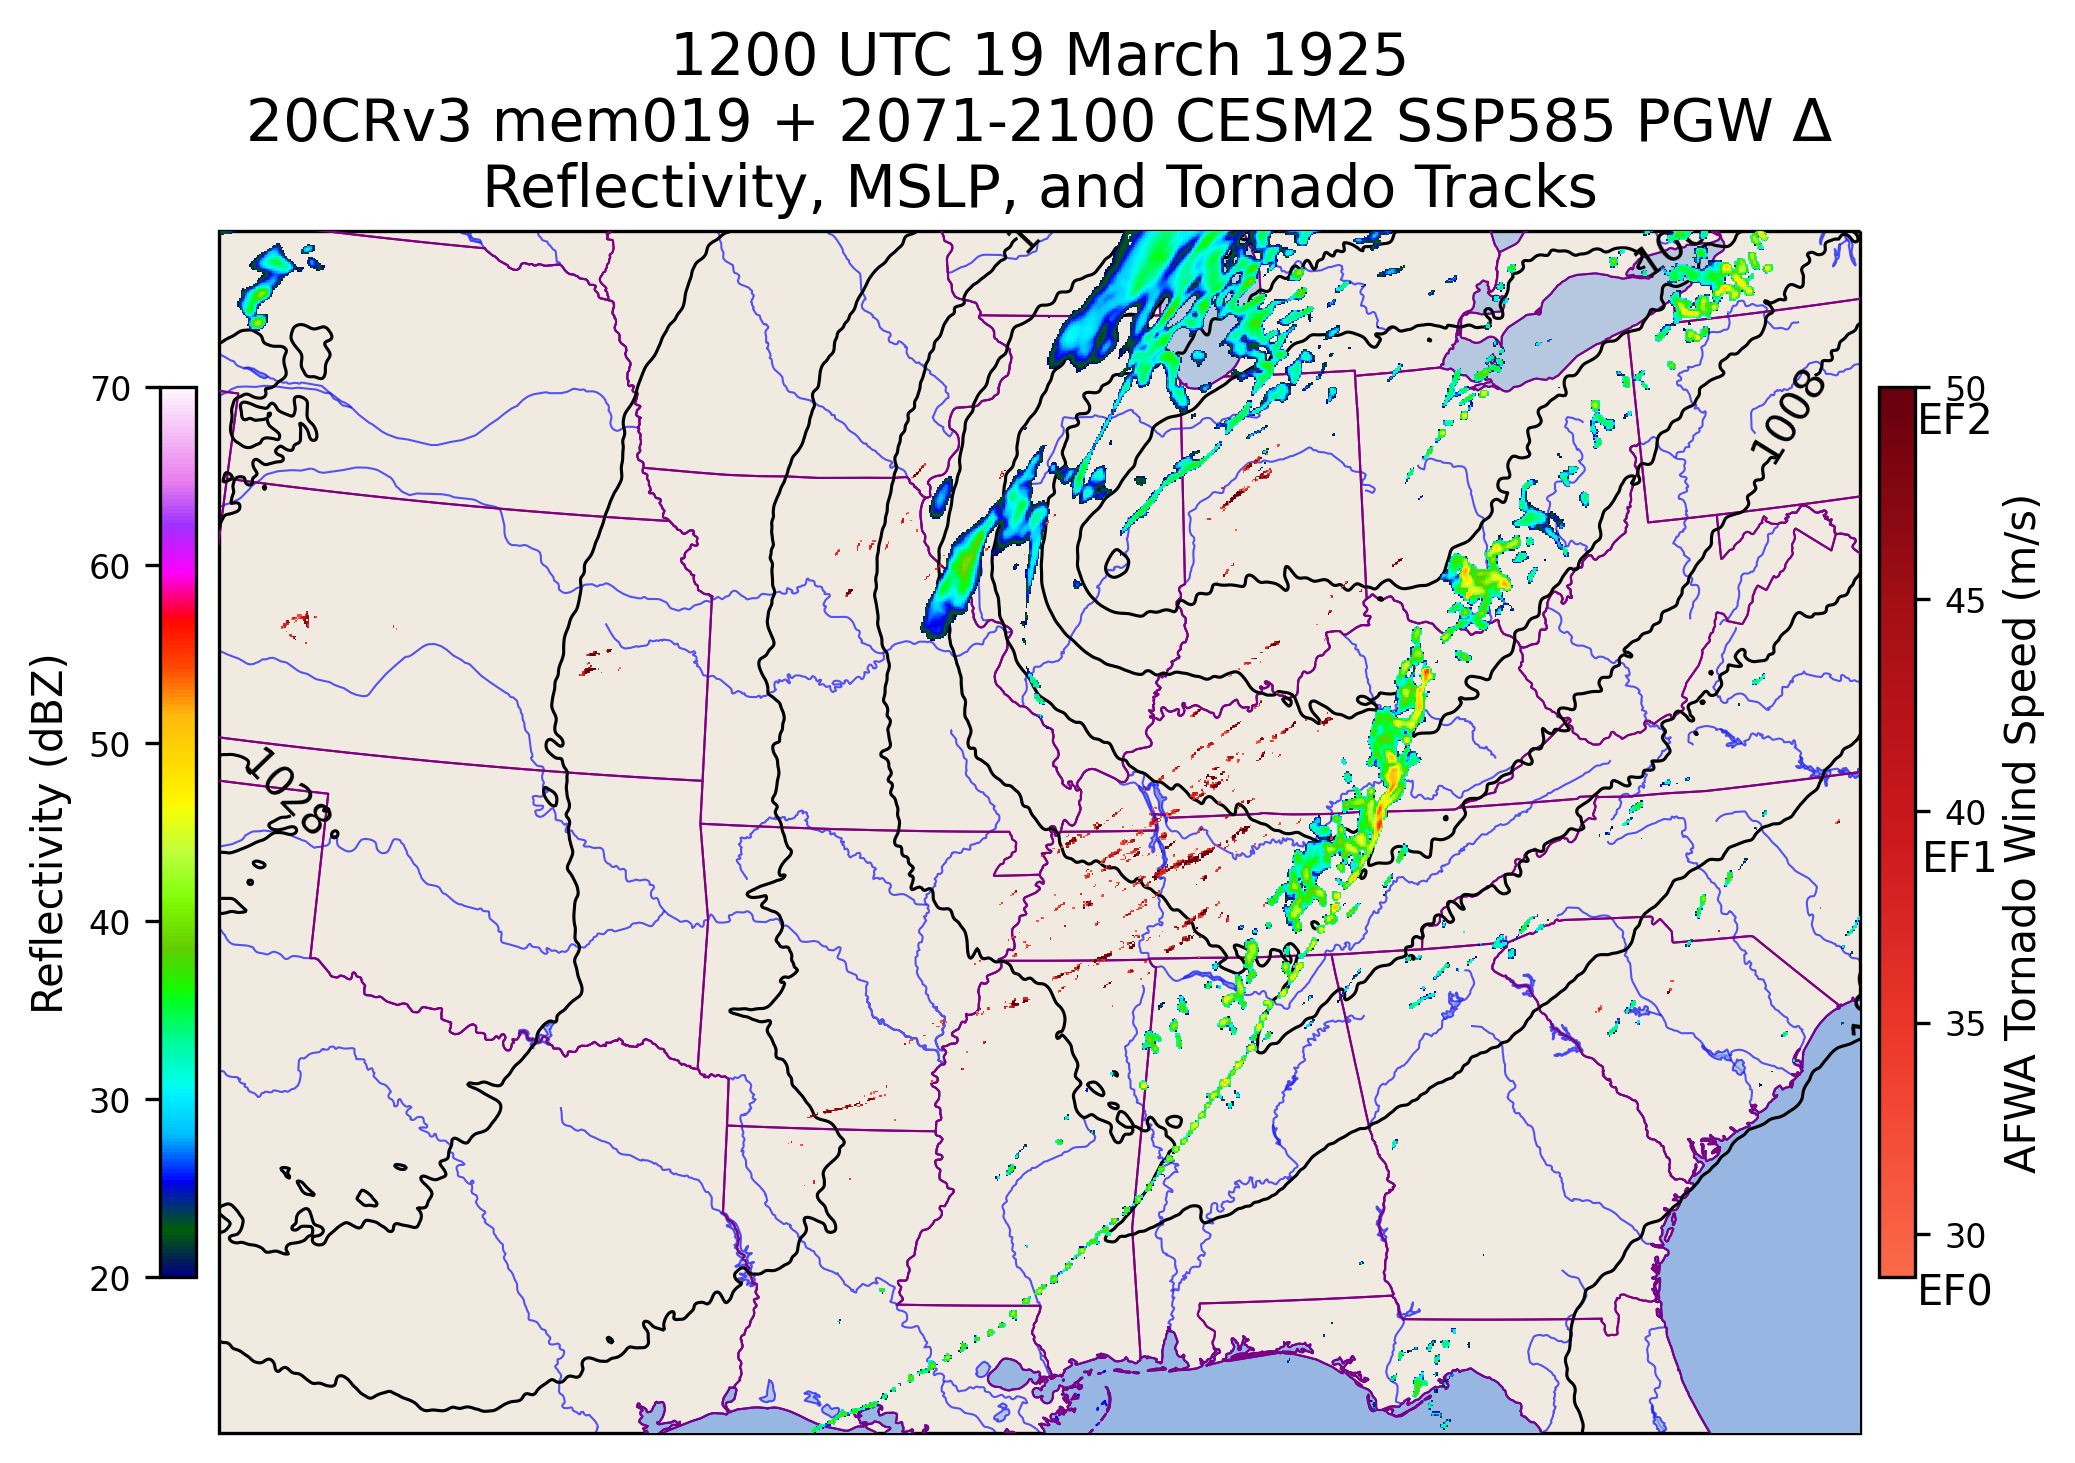 1200 UTC 19 March 1925
20CRv3 mem019 + 2071-2100 CESM2 SSP585 PGW Δ
Reflectivity, MSLP, and Tornado Tracks
Reflectivity (dBZ)
70
60
50
40
30
20
1008
1028
50
EF2
45
40
EF1
35
30
EF0
AFWA Tornado Wind Speed (m/s)